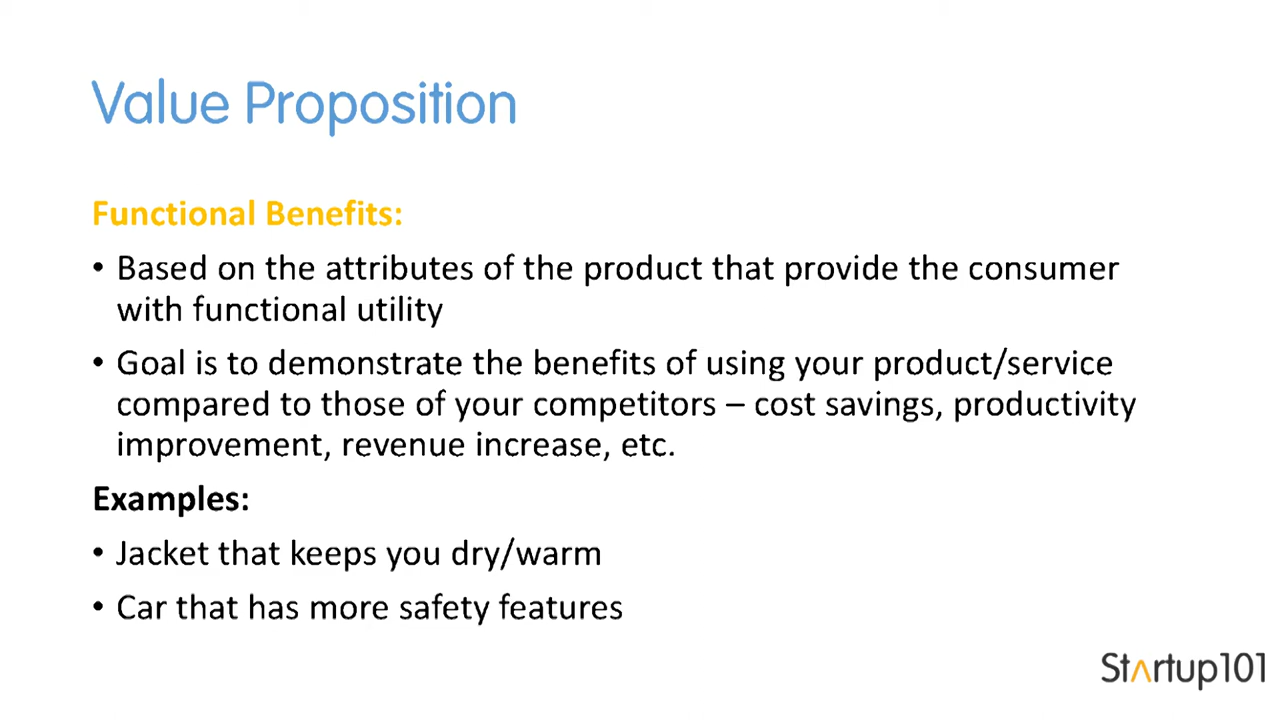 Value Proposition
Functional Benefits:
• Based on the attributes of the product that provide the consumer
with functional utility
• Goal is to demonstrate the benefits of using your product/service
compared to those of your competitors – cost savings, productivity
improvement, revenue increase, etc.
Examples:
• Jacket that keeps you dry/warm
• Car that has more safety features
Startup101